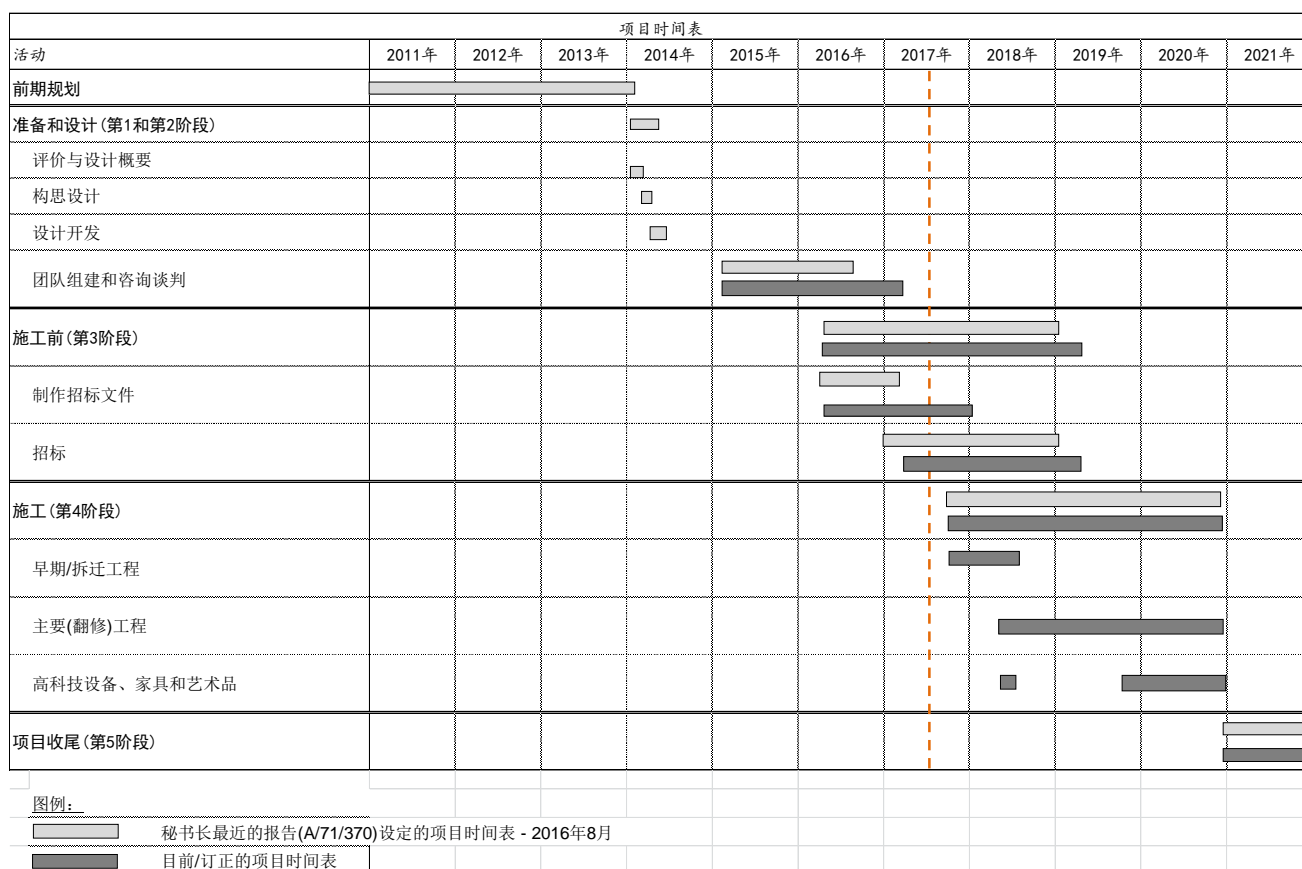 项目时间表
活动 2011年 2012年 2013年 2014年 2015年 2016年 2017年 2018年 2019年 2020年 2021年
前期规划
准备和设计(第1和第2阶段)
评价与设计概要
构思设计
设计开发
团队组建和咨询谈判
施工前(第3阶段)
制作招标文件
招标
施工(第4阶段)
早期/拆迁工程
主要(翻修)工程
高科技设备、家具和艺术品
项目收尾(第5阶段)
图例：
秘书长最近的报告(A/71/370)设定的项目时间表 - 2016年8月
目前/订正的项目时间表